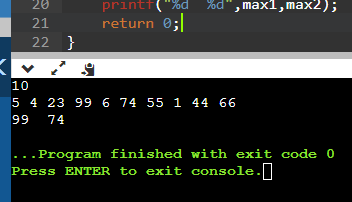 20 printf("%d  %d",max1,max2);
21 return 0;
22 }
10
5 4 23 99 6 74 55 1 44 66
99  74
...Program finished with exit code 0
Press ENTER to exit console.